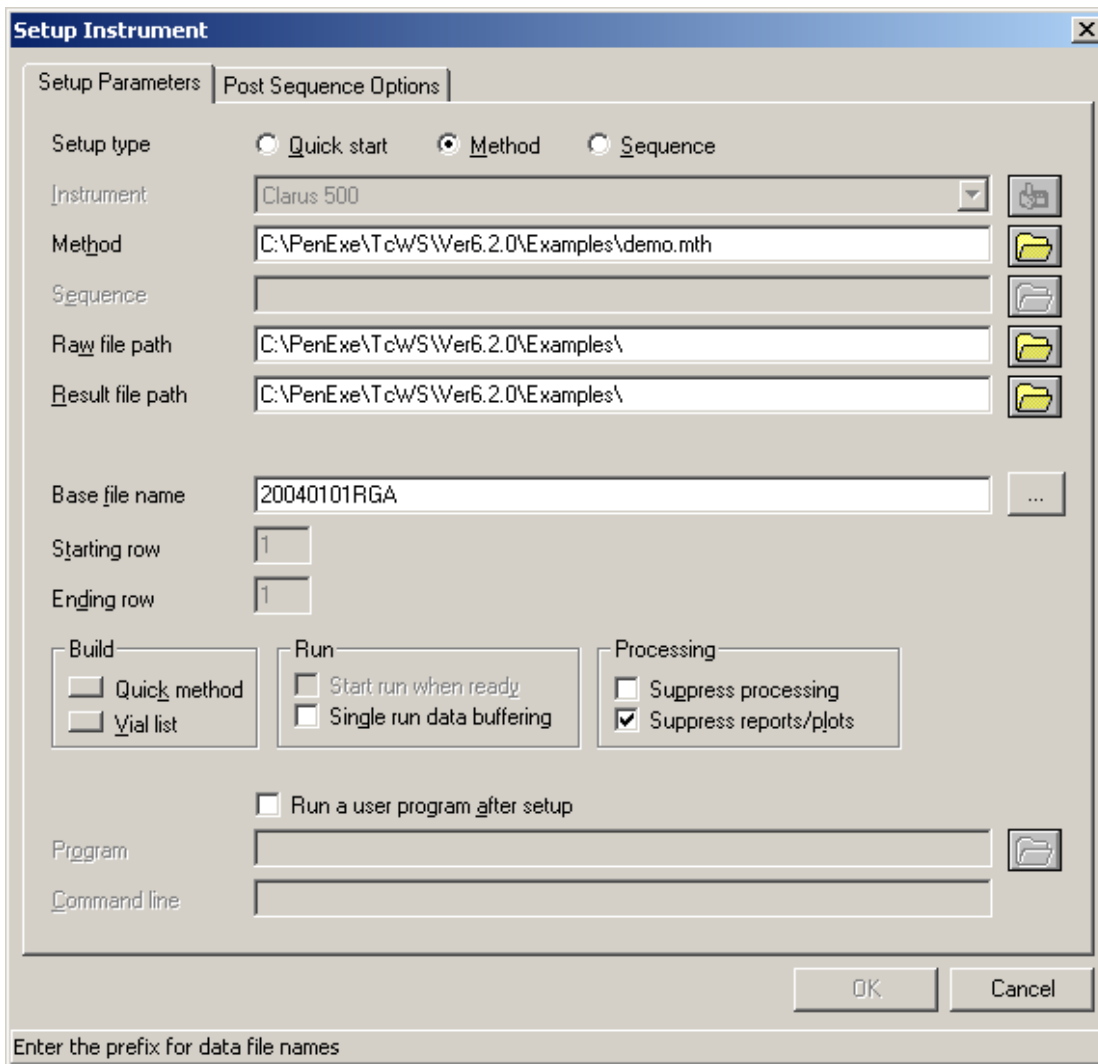 Setup Instrument
Setup Parameters Post Sequence Options
Setup type Quick start Method Sequence
Instrument Clarus 500
Method C:\PenExe\TcWS\Ver6.2.0\Examples\demo.mth
Sequence
Raw file path C:\PenExe\TcWS\Ver6.2.0\Examples\
Result file path C:\PenExe\TcWS\Ver6.2.0\Examples\
Base file name 20040101RGA ...
Starting row 1
Ending row 1
Build Run Processing
Quick method Start run when ready Suppress processing
Vial list Single run data buffering Suppress reports/plots
Run a user program after setup
Program
Command line
OK Cancel
Enter the prefix for data file names